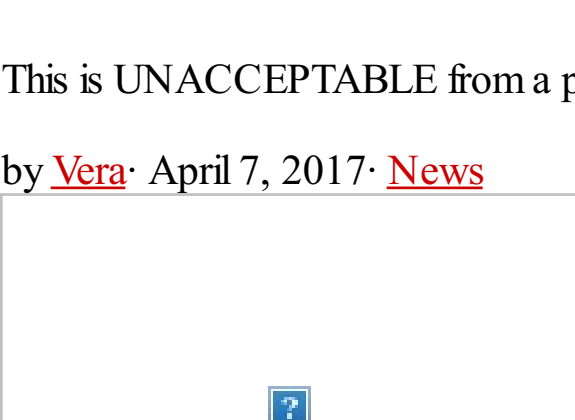 This is UNACCEPTABLE from a
by Vera· April 7, 2017· News
?